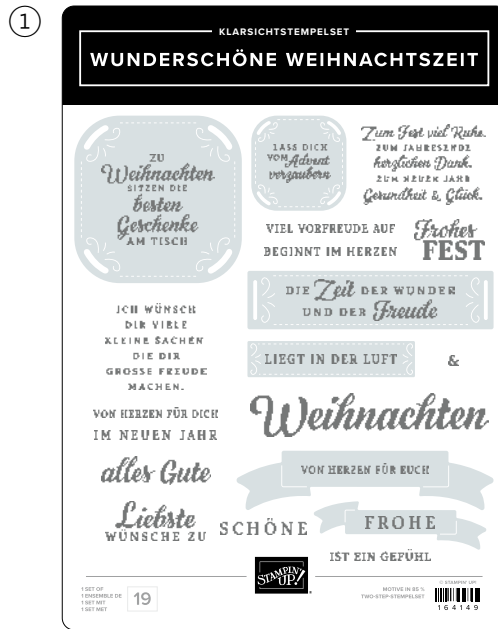 1
KLARSICHTSTEMPELSET
WUNDERSCHÖNE WEIHNACHTSZEIT
ZU
Weihnachten
SITZEN DIE
besten
Geschenke
AM TISCH
LASS DICH
VOM Advent
verzaubern
Zum Fest viel Ruhe.
ZUM JAHRESENDE
herzlichen Dank.
ZUM NEUEN JAHR
Gesundheit & Glück.
VIEL VORFREUDE AUF
BEGINNT IM HERZEN
Frohes
FEST
DIE Zeit DER WUNDER
UND DER Freude
ICH WÜNSCH
DIR VIELE
KLEINE SACHEN
DIE DIR
GROSSE FREUDE
MACHEN.
LIEGT IN DER LUFT
&
VON HERZEN FÜR DICH
IM NEUEN JAHR
Weihnachten
alles Gute
VON HERZEN FÜR EUCH
Liebste
WÜNSCHE ZU
SCHÖNE
FROHE
IST EIN GEFÜHL
STAMPIN' UP!®
1 SET OF
1 ENSEMBLE DE
1 SET MIT
1 SET MET
19
MOTIVE IN 85 %
TWO-STEP-STEMPELSET
© STAMPIN' UP!
164149